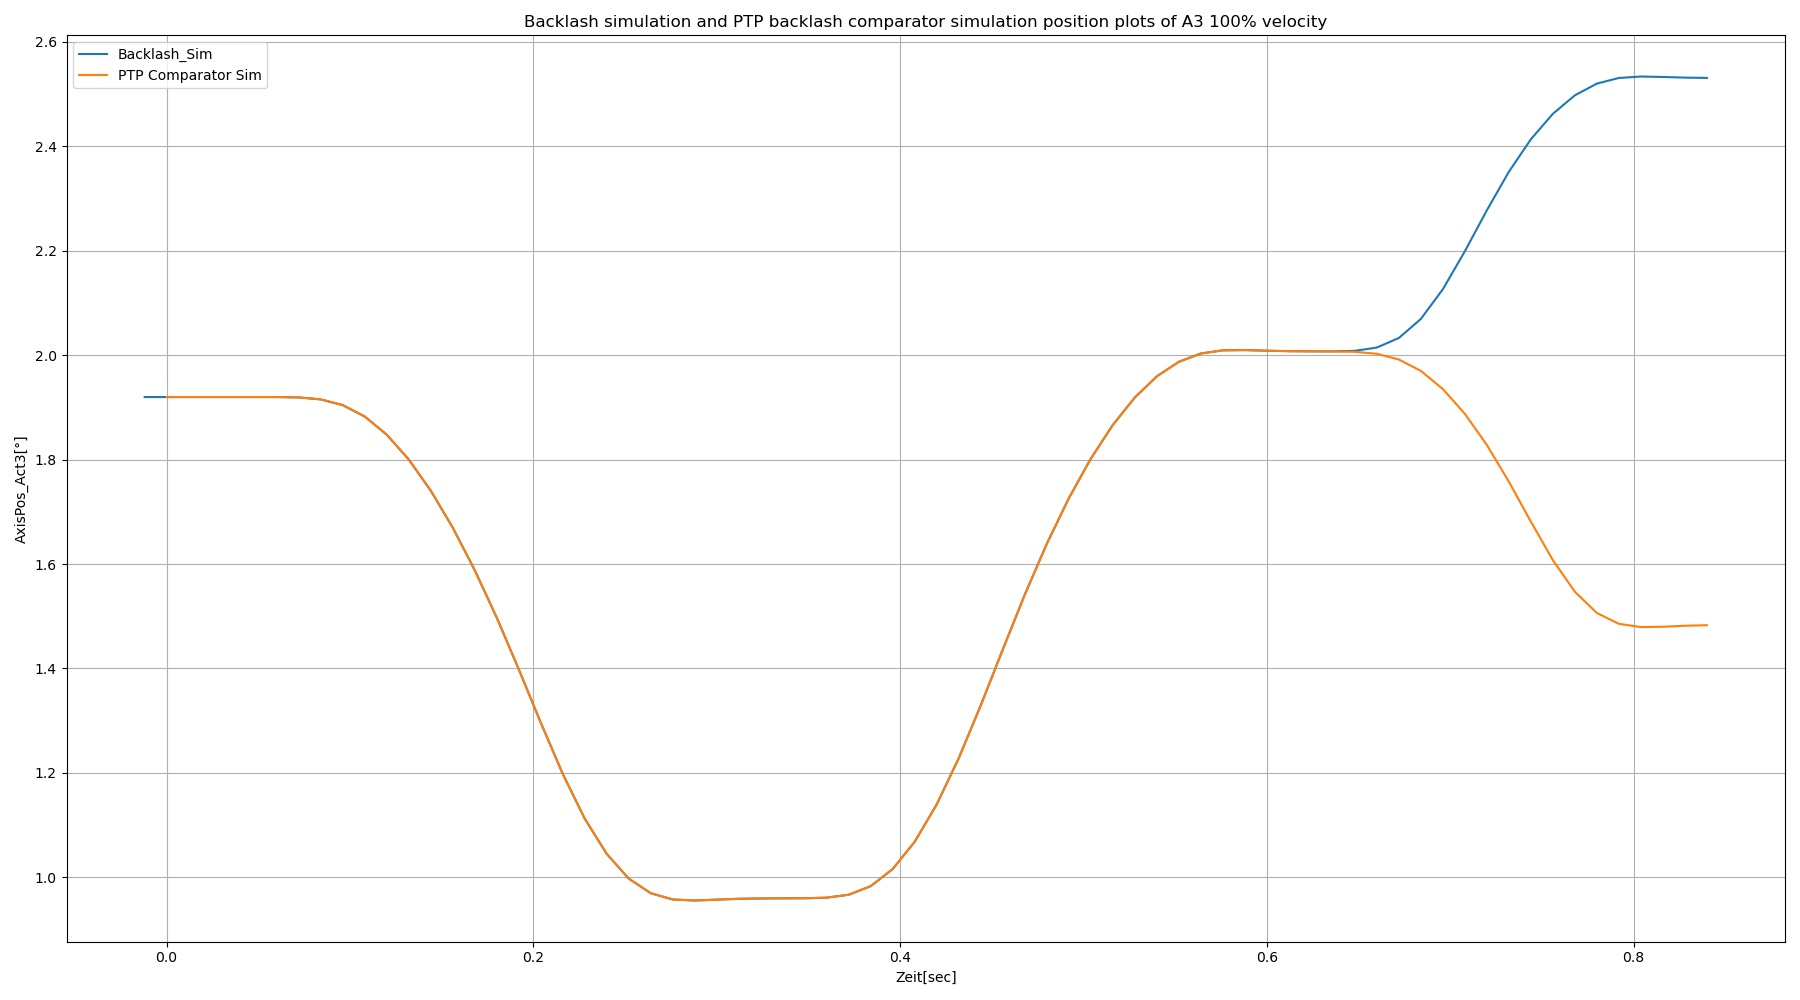 Backlash simulation and PTP backlash comparator simulation position plots of A3 100% velocity
Backlash_Sim
PTP Comparator Sim
AxisPos_Act3[°]
2.6
2.4
2.2
2.0
1.8
1.6
1.4
1.2
1.0
0.0 0.2 0.4 0.6 0.8
Zeit[sec]